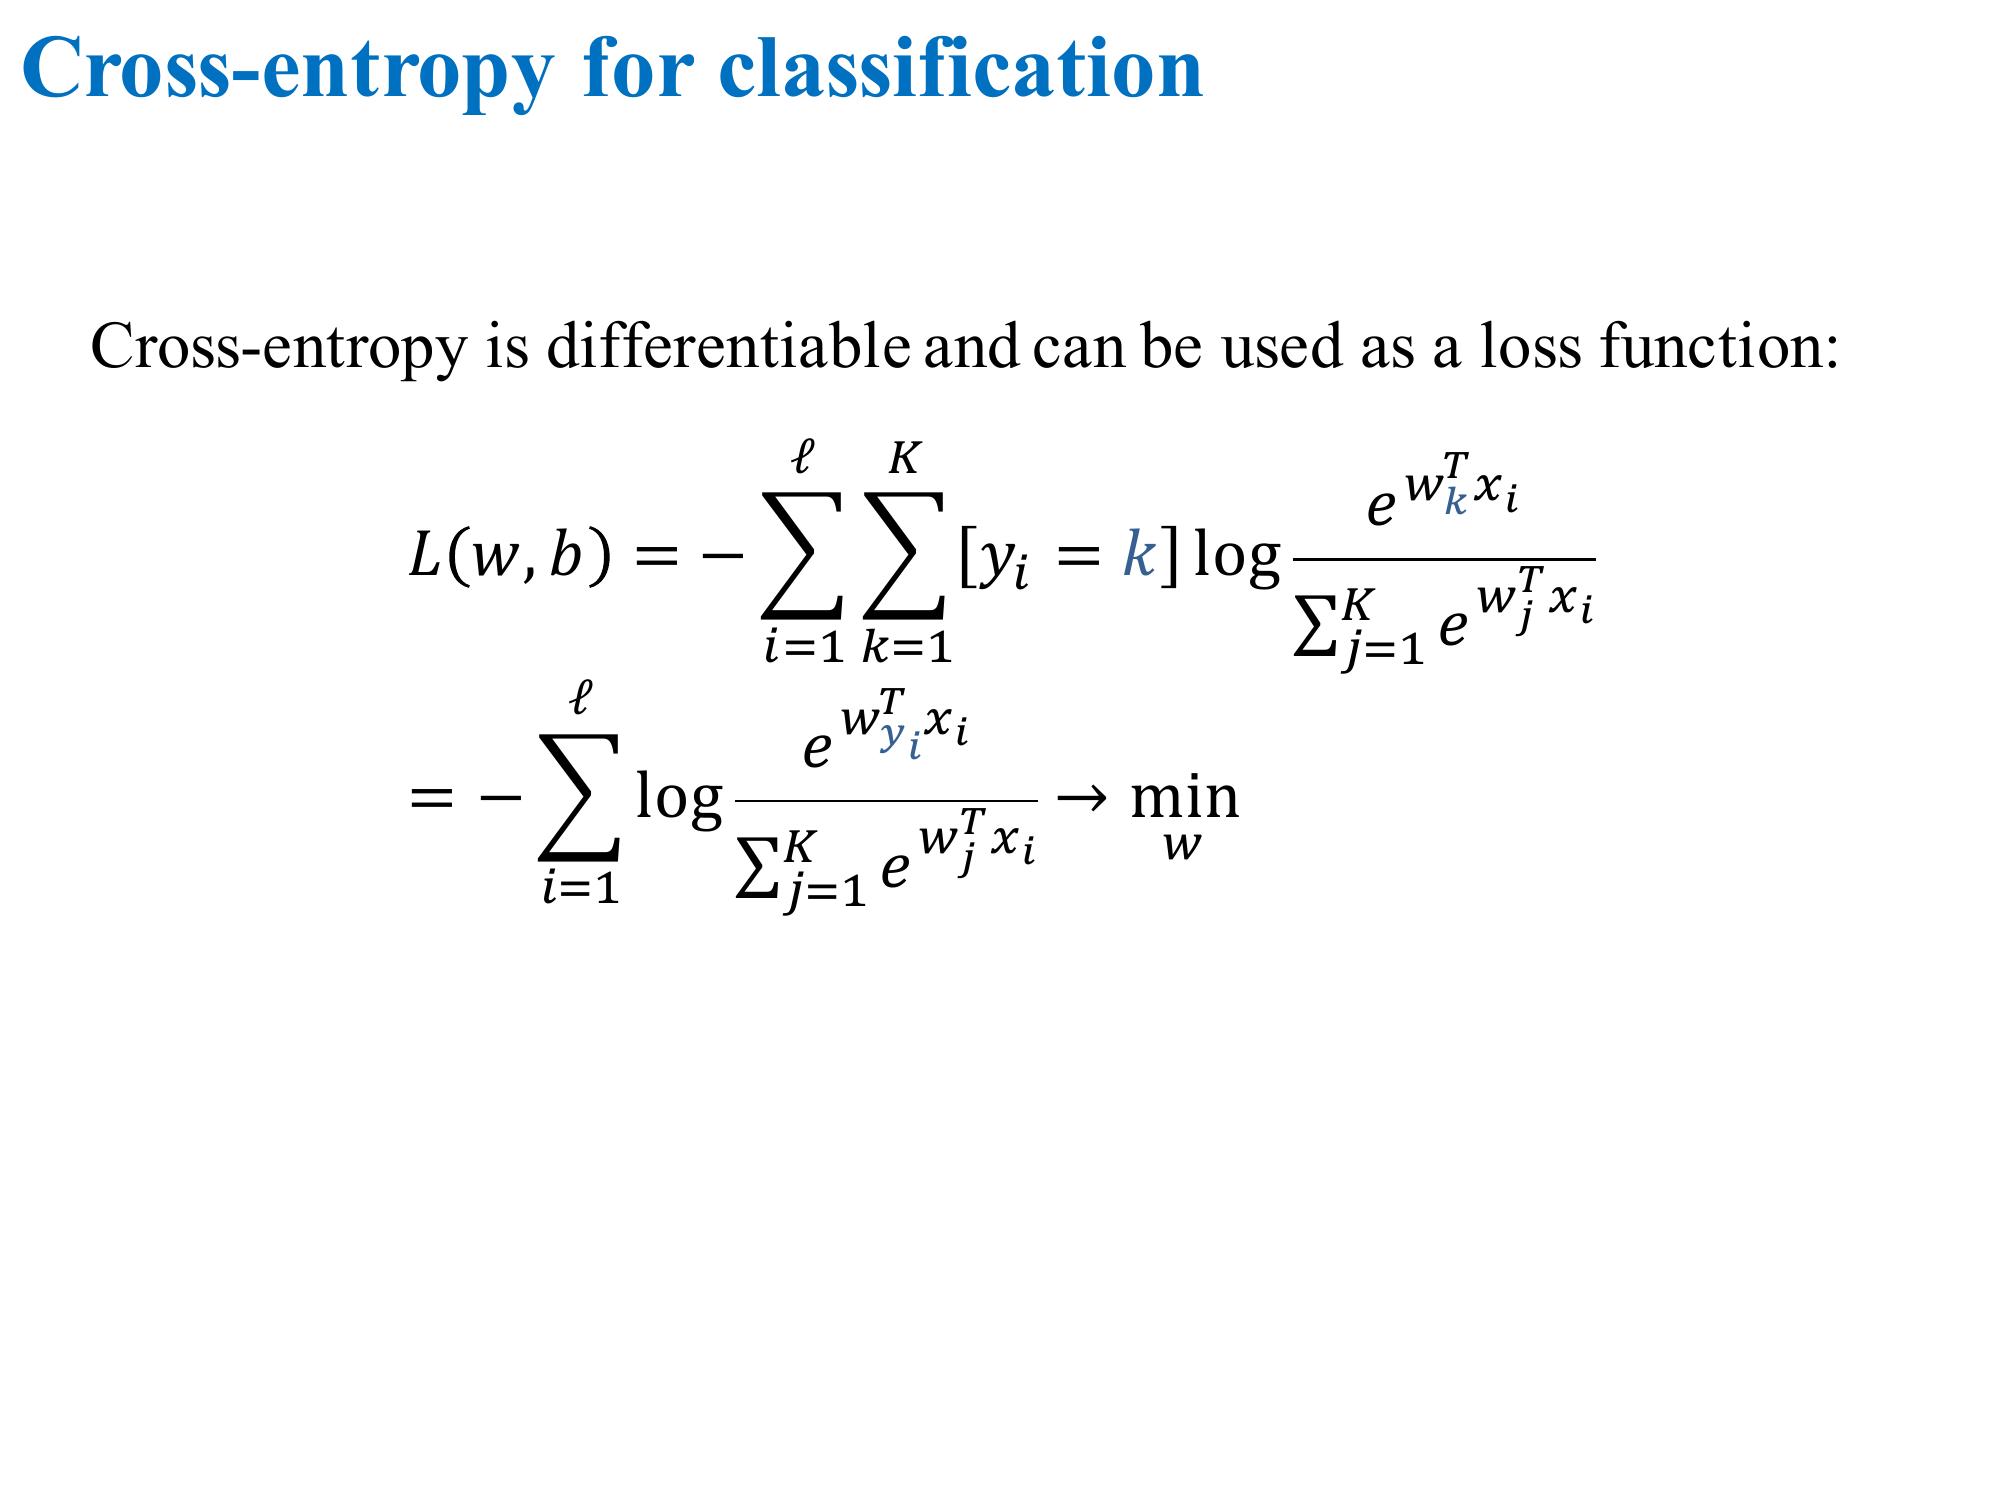 Cross-entropy for classification
Cross-entropy is differentiable and can be used as a loss function:
$L(w, b) = -\sum_{i=1}^{\ell} \sum_{k=1}^{K} [y_i = k] \log \frac{e^{w_k^T x_i}}{\sum_{j=1}^{K} e^{w_j^T x_i}}$
$= -\sum_{i=1}^{\ell} \log \frac{e^{w_{y_i}^T x_i}}{\sum_{j=1}^{K} e^{w_j^T x_i}} \rightarrow \min_{w}$